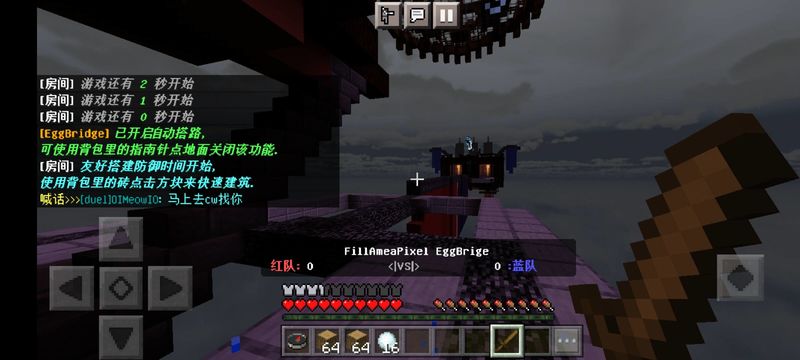 [房间] 游戏还有 2 秒开始
[房间] 游戏还有 1 秒开始
[房间] 游戏还有 0 秒开始
[EggBridge] 已开启自动搭路,
可使用背包里的指南针点地面关闭该功能.
[房间] 友好搭建防御时间开始,
使用背包里的砖点击方块来快速建筑.
喊话>>>[duel]OIMeowIO: 马上去cw找你
FillAmeaPixel EggBrige
红队: 0 <|VS|> 0 :蓝队
64 64 16